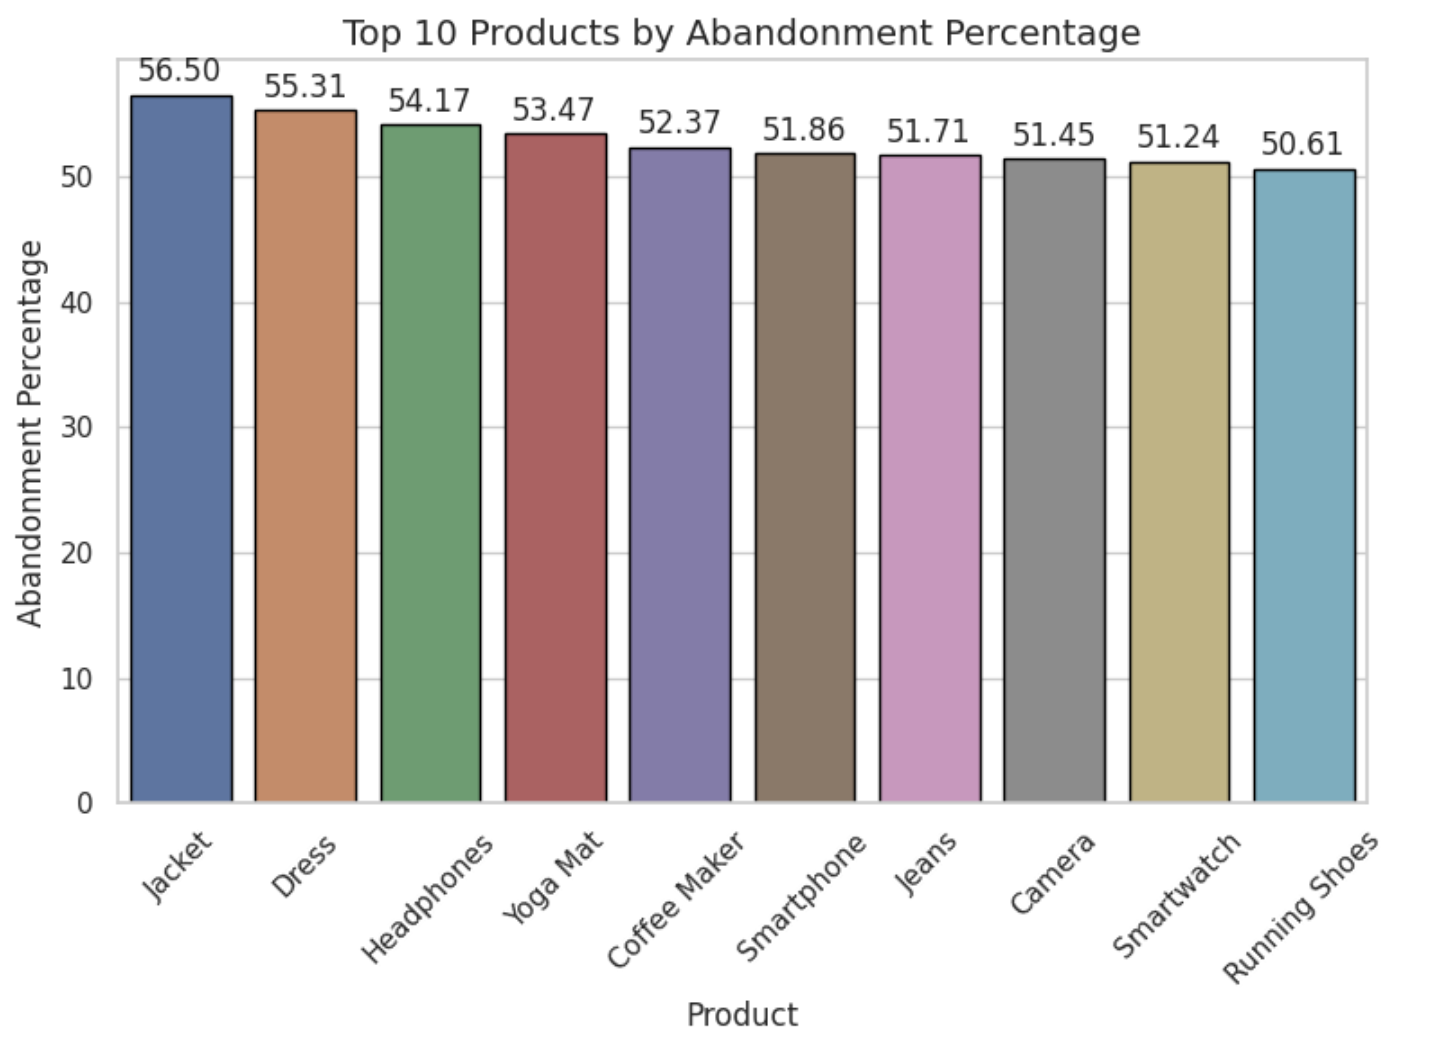 Top 10 Products by Abandonment Percentage
56.50
55.31
54.17
53.47
52.37
51.86
51.71
51.45
51.24
50.61
50
40
30
20
10
0
Abandonment Percentage
Jacket
Dress
Headphones
Yoga Mat
Coffee Maker
Smartphone
Jeans
Camera
Smartwatch
Running Shoes
Product